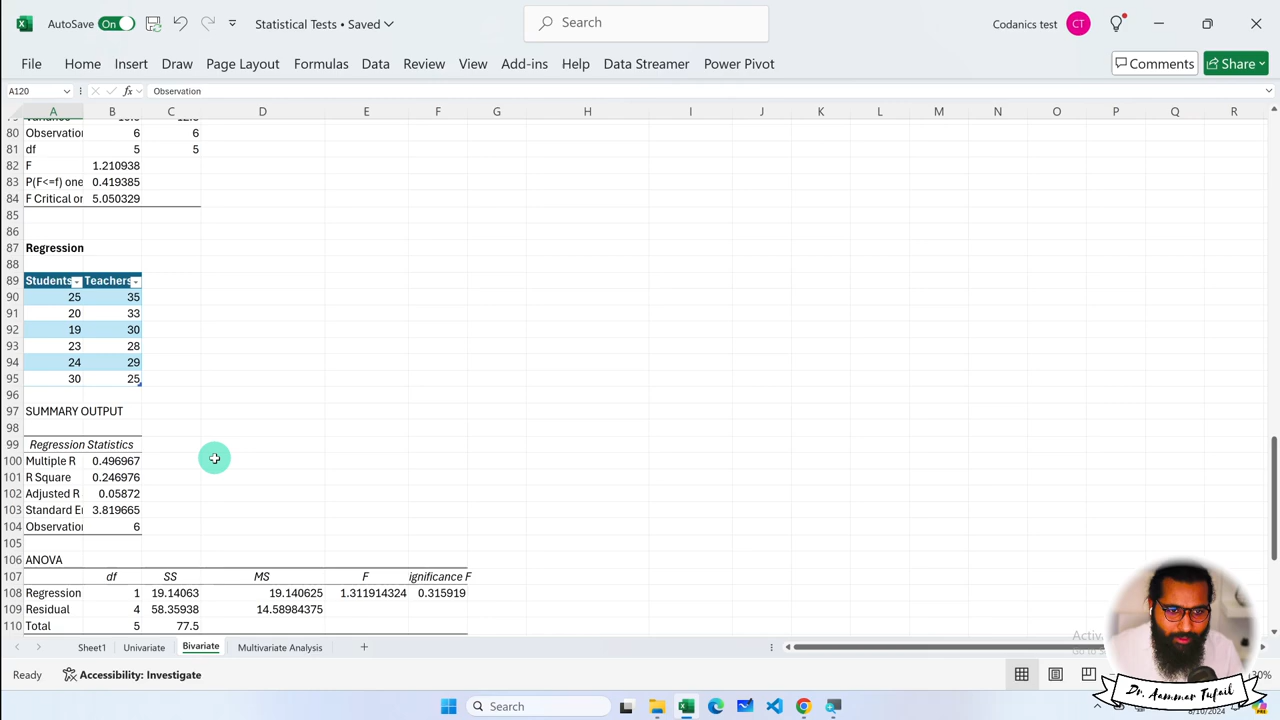 AutoSave On Statistical Tests • Saved Search Codanics test CT
File Home Insert Draw Page Layout Formulas Data Review View Add-ins Help Data Streamer Power Pivot Comments Share
A120 fx Observation
A B C D E F G H I J K L M N O P Q R
80 Observation 6 6
81 df 5 5
82 F 1.210938
83 P(F<=f) one 0.419385
84 F Critical or 5.050329
85
86
87 Regression
88
89 Students Teachers
90 25 35
91 20 33
92 19 30
93 23 28
94 24 29
95 30 25
96
97 SUMMARY OUTPUT
98
99 Regression Statistics
100 Multiple R 0.496967
101 R Square 0.246976
102 Adjusted R 0.05872
103 Standard Er 3.819665
104 Observation 6
105
106 ANOVA
107 df SS MS F ignificance F
108 Regression 1 19.14063 19.140625 1.311914324 0.315919
109 Residual 4 58.35938 14.58984375
110 Total 5 77.5
Sheet1 Univariate Bivariate Multivariate Analysis
Ready Accessibility: Investigate
Dr. Aammar Tufail
Search